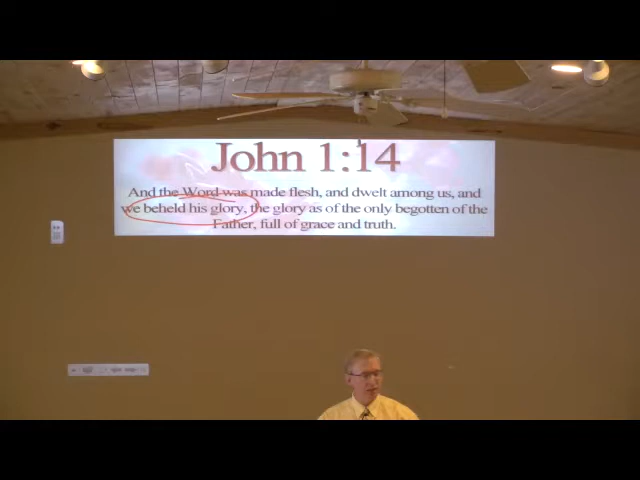 John 1:14
And the Word was made flesh, and dwelt among us, and
we beheld his glory, the glory as of the only begotten of the
Father, full of grace and truth.